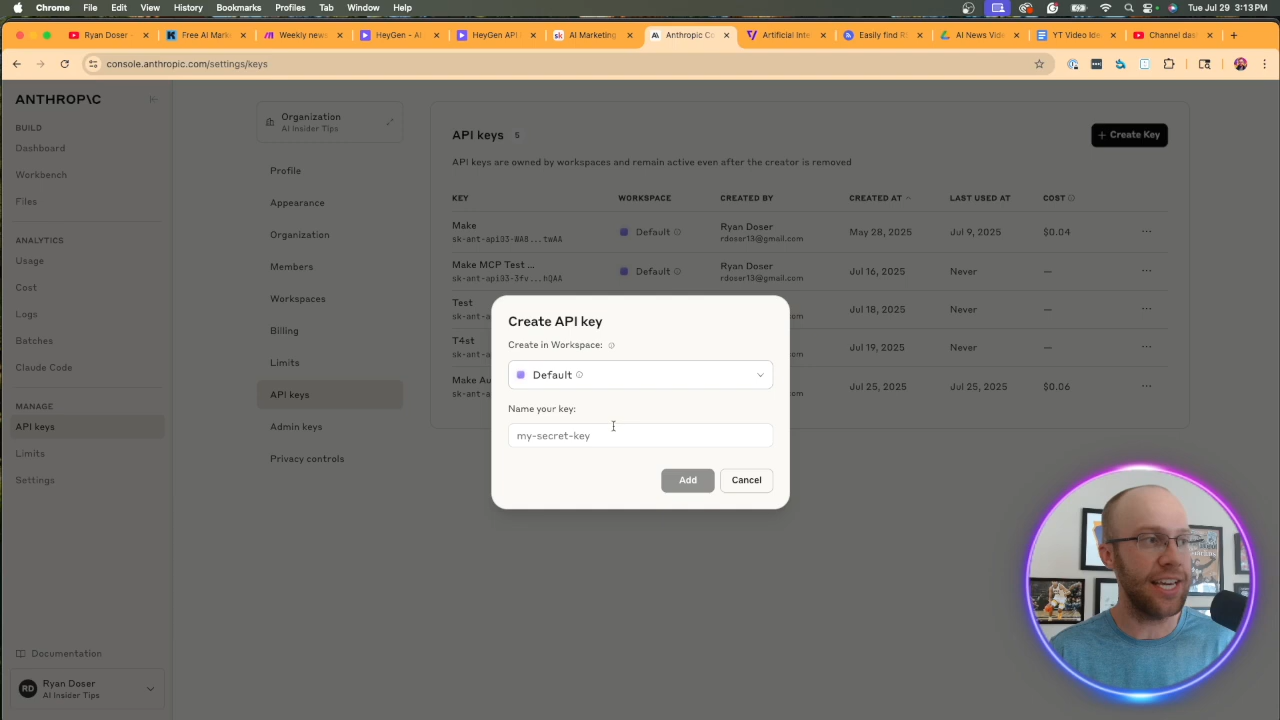 Chrome File Edit View History Bookmarks Profiles Tab Window Help
Tue Jul 29 3:13PM
Ryan Doser -
Free AI Mark
Weekly news
HeyGen - AI
HeyGen API
AI Marketing
Anthropic Co
Artificial Inte
Easily find R
AI News Vid
YT Video Ide
Channel das
console.anthropic.com/settings/keys
ANTHROP\C
BUILD
Dashboard
Workbench
Files
ANALYTICS
Usage
Cost
Logs
Batches
Claude Code
MANAGE
API keys
Limits
Settings
Documentation
RD
Ryan Doser
AI Insider Tips
Organization
AI Insider Tips
Profile
Appearance
Organization
Members
Workspaces
Billing
Limits
API keys
Admin keys
Privacy controls
API keys 5
+ Create Key
API keys are owned by workspaces and remain active even after the creator is removed
KEY WORKSPACE CREATED BY CREATED AT LAST USED AT COST
Make
sk-ant-api03-WA8...twAA
Default
Ryan Doser
rdoser13@gmail.com
May 28, 2025
Jul 9, 2025
$0.04
Make MCP Test ...
sk-ant-api03-3fv...hQAA
Default
Ryan Doser
rdoser13@gmail.com
Jul 16, 2025
Never
—
Test
sk-ant-a
om
Jul 18, 2025
Never
—
T4st
sk-ant-a
om
Jul 19, 2025
Never
—
Make Au
sk-ant-a
om
Jul 25, 2025
Jul 25, 2025
$0.06
Create API key
Create in Workspace:
Default
Name your key:
my-secret-key
Add
Cancel